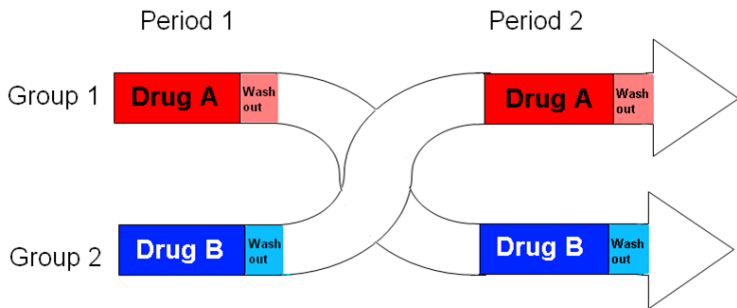 Period 1 Period 2
Group 1 Drug A Wash out Drug A Wash out
Group 2 Drug B Wash out Drug B Wash out